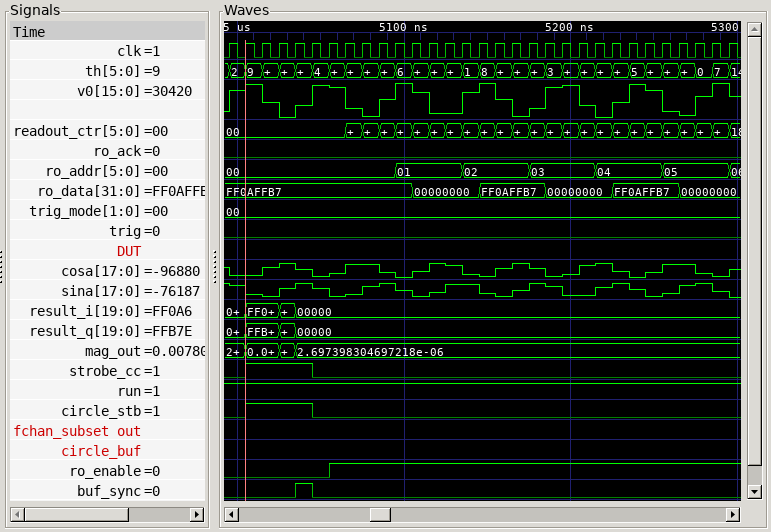 Signals
Waves
Time
5 us 5100 ns 5200 ns 5300
clk=1
th[5:0]=9
2 9 + + + 4 + + + + 6 + + + 1 8 + + + 3 + + + + 5 + + + 0 7 14
v0[15:0]=30420
readout_ctr[5:0]=00
00 + + + + + + + + + + + + + + + + + + + + + + + 18
ro_ack=0
ro_addr[5:0]=00
00 01 02 03 04 05 06
ro_data[31:0]=FF0AFFB
FF0AFFB7 00000000 FF0AFFB7 00000000 FF0AFFB7 00000000
trig_mode[1:0]=00
00
trig=0
DUT
cosa[17:0]=-96880
sina[17:0]=-76187
result_i[19:0]=FF0A6
0+ FF0+ + 00000
result_q[19:0]=FFB7E
0+ FFB+ + 00000
mag_out=0.00780
2+ 0.0+ + 2.697398304697218e-06
strobe_cc=1
run=1
circle_stb=1
fchan_subset out
circle_buf
ro_enable=0
buf_sync=0